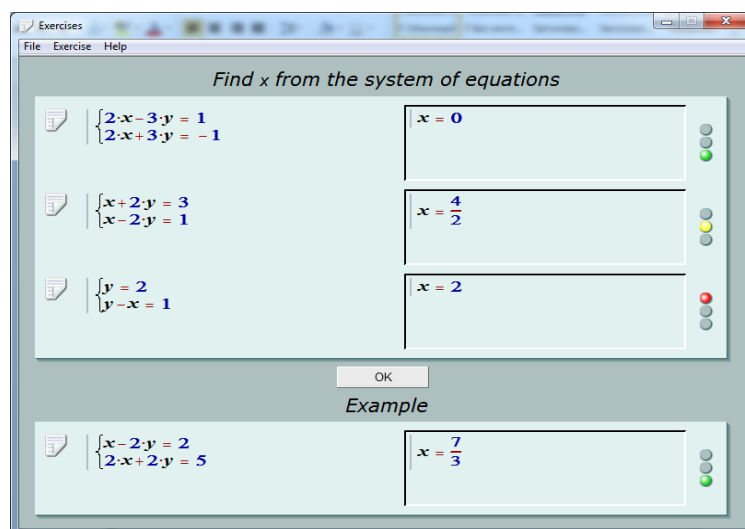 Exercises
File Exercise Help
Find x from the system of equations
2·x−3·y = 1
2·x+3·y = −1
x = 0
x+2·y = 3
x−2·y = 1
x = 4/2
y = 2
y−x = 1
x = 2
OK
Example
x−2·y = 2
2·x+2·y = 5
x = 7/3